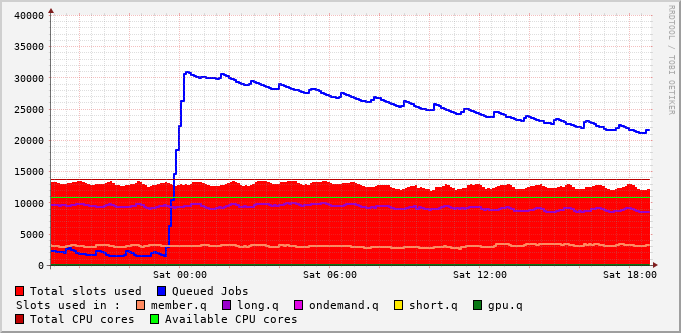 40000
35000
30000
25000
20000
15000
10000
5000
0
Sat 00:00 Sat 06:00 Sat 12:00 Sat 18:00
RRDTOOL / TOBI OETIKER
Total slots used Queued Jobs
Slots used in : member.q long.q ondemand.q short.q gpu.q
Total CPU cores Available CPU cores